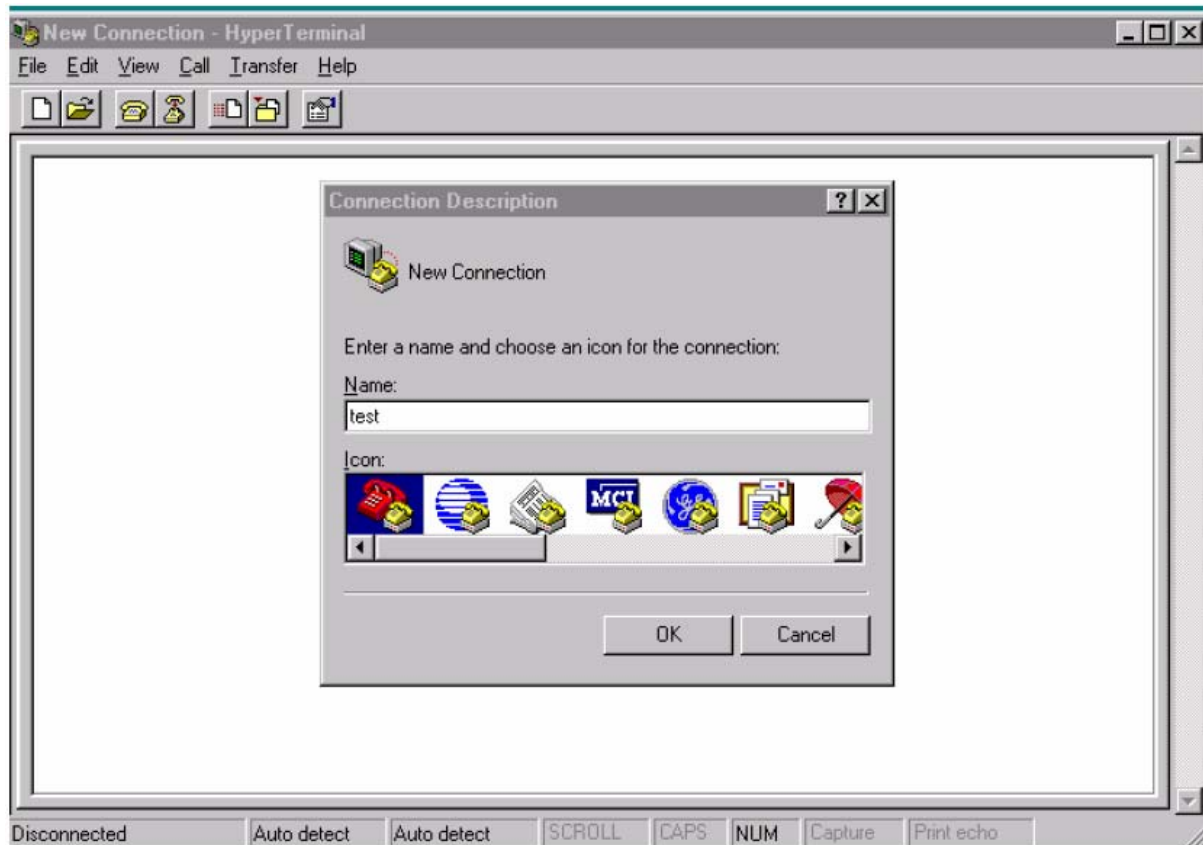 New Connection - HyperTerminal
File Edit View Call Transfer Help
Connection Description
New Connection
Enter a name and choose an icon for the connection:
Name:
test
Icon:
MCI
OK Cancel
Disconnected Auto detect Auto detect SCROLL CAPS NUM Capture Print echo